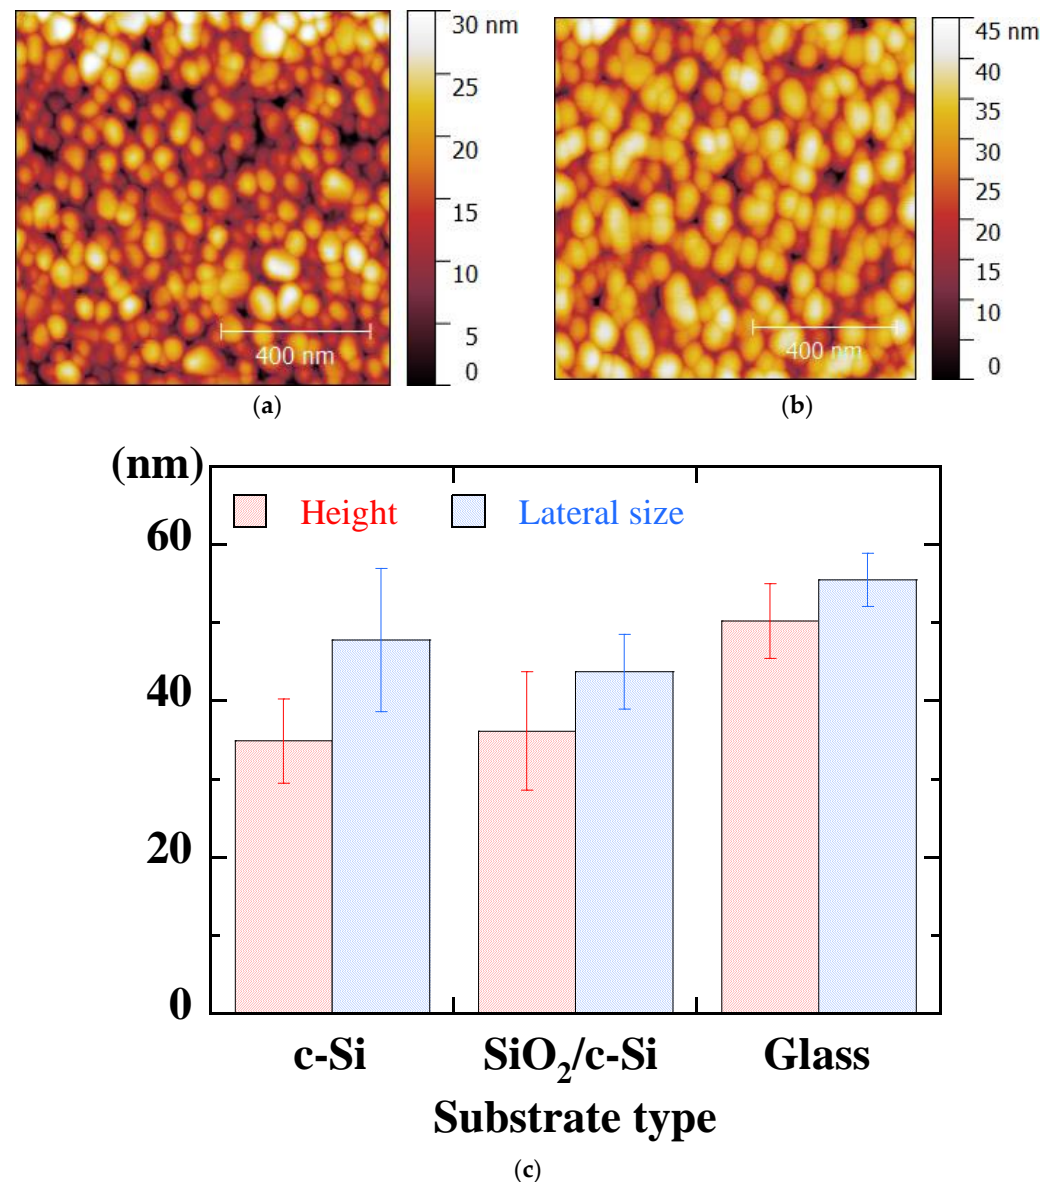 30 nm
25
20
15
10
5
0
400 nm
(a)
45 nm
40
35
30
25
20
15
10
0
400 nm
(b)
(nm)
Height
Lateral size
60
40
20
0
c-Si
SiO₂/c-Si
Glass
Substrate type
(c)